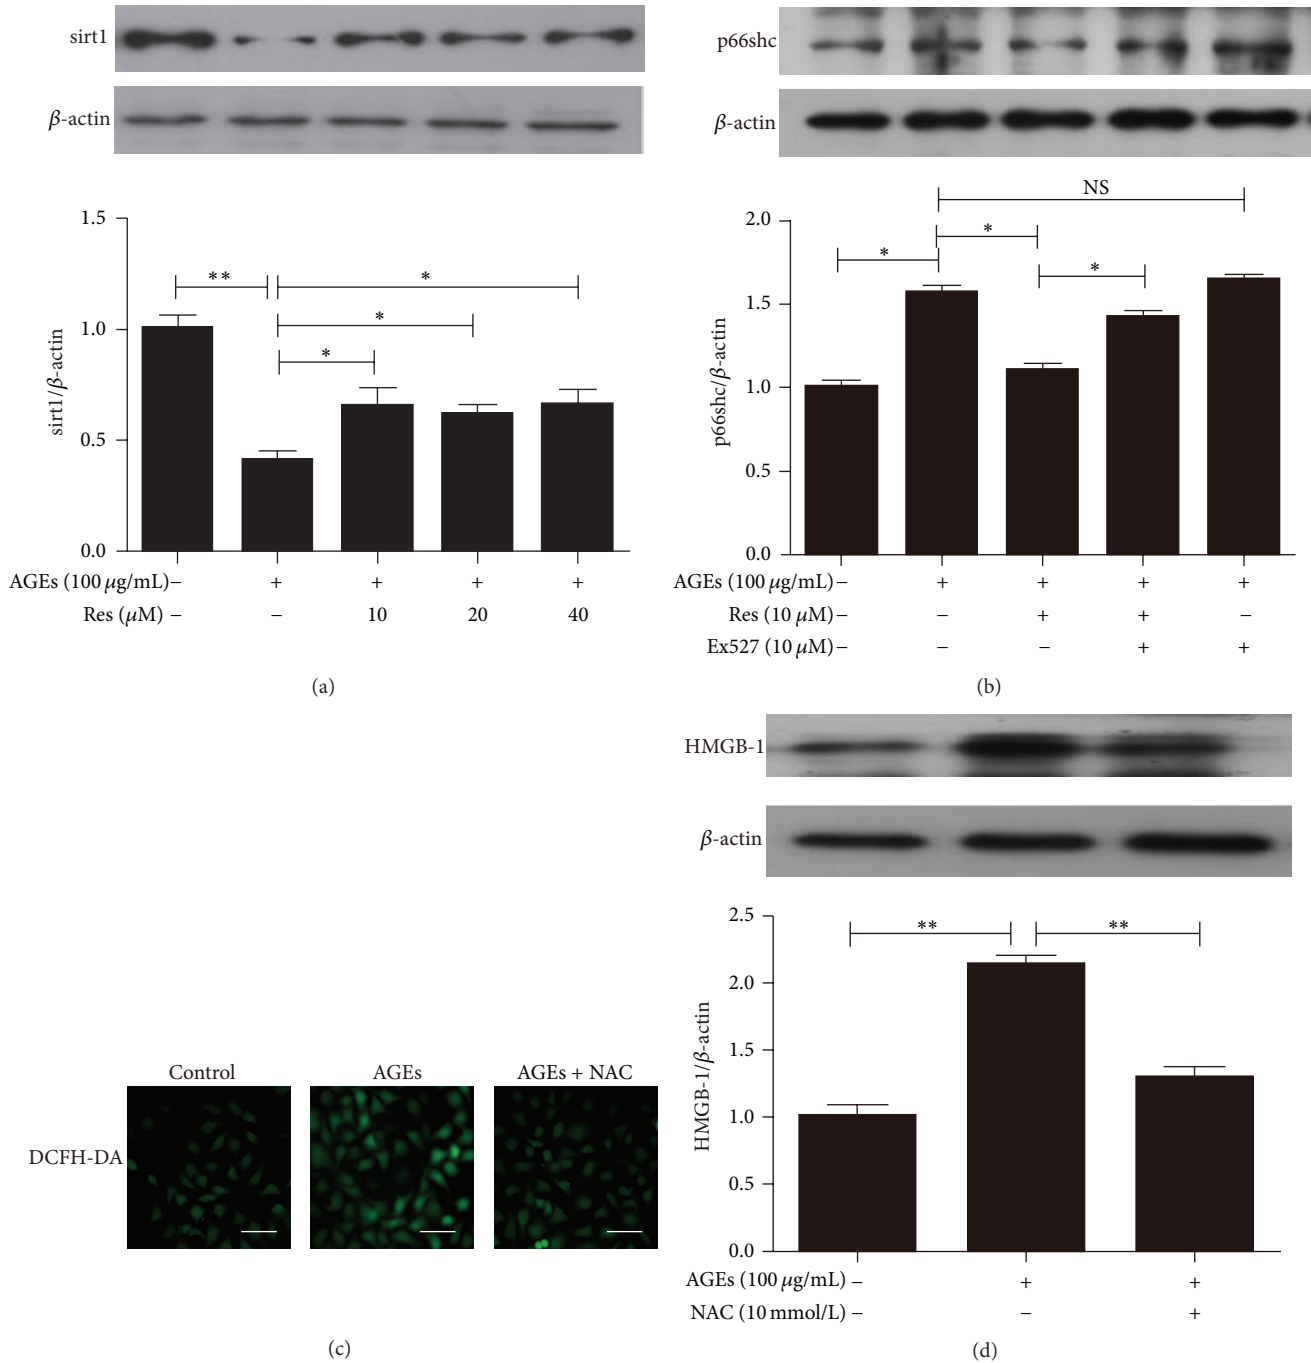 sirt1
β-actin
1.5
1.0
0.5
0.0
sirt1/β-actin
**
*
*
*
AGEs (100 μg/mL) − + + + +
Res (μM) − − 10 20 40
(a)
p66shc
β-actin
2.0
1.5
1.0
0.5
0.0
p66shc/β-actin
NS
*
*
*
AGEs (100 μg/mL) − + + + +
Res (10 μM) − − + + −
Ex527 (10 μM) − − − + +
(b)
Control AGEs AGEs + NAC
DCFH-DA
(c)
HMGB-1
β-actin
2.5
2.0
1.5
1.0
0.5
0.0
HMGB-1/β-actin
** **
AGEs (100 μg/mL) − + +
NAC (10 mmol/L) − − +
(d)